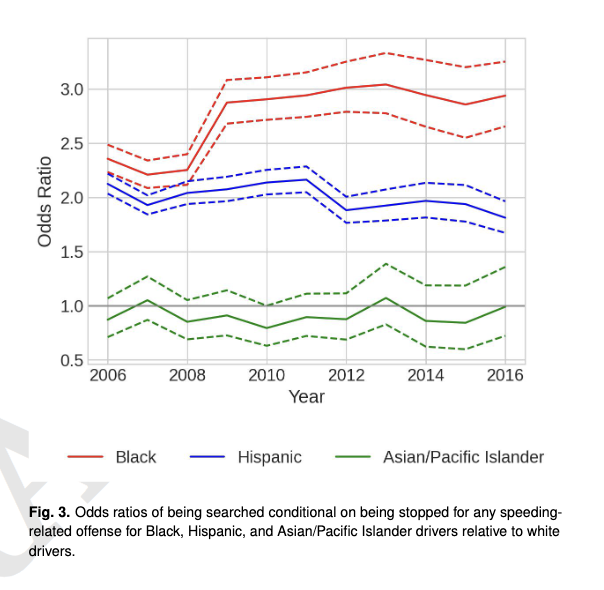 3.0
2.5
2.0
1.5
1.0
0.5
Odds Ratio
2006 2008 2010 2012 2014 2016
Year
Black Hispanic Asian/Pacific Islander
Fig. 3. Odds ratios of being searched conditional on being stopped for any speeding-
related offense for Black, Hispanic, and Asian/Pacific Islander drivers relative to white
drivers.